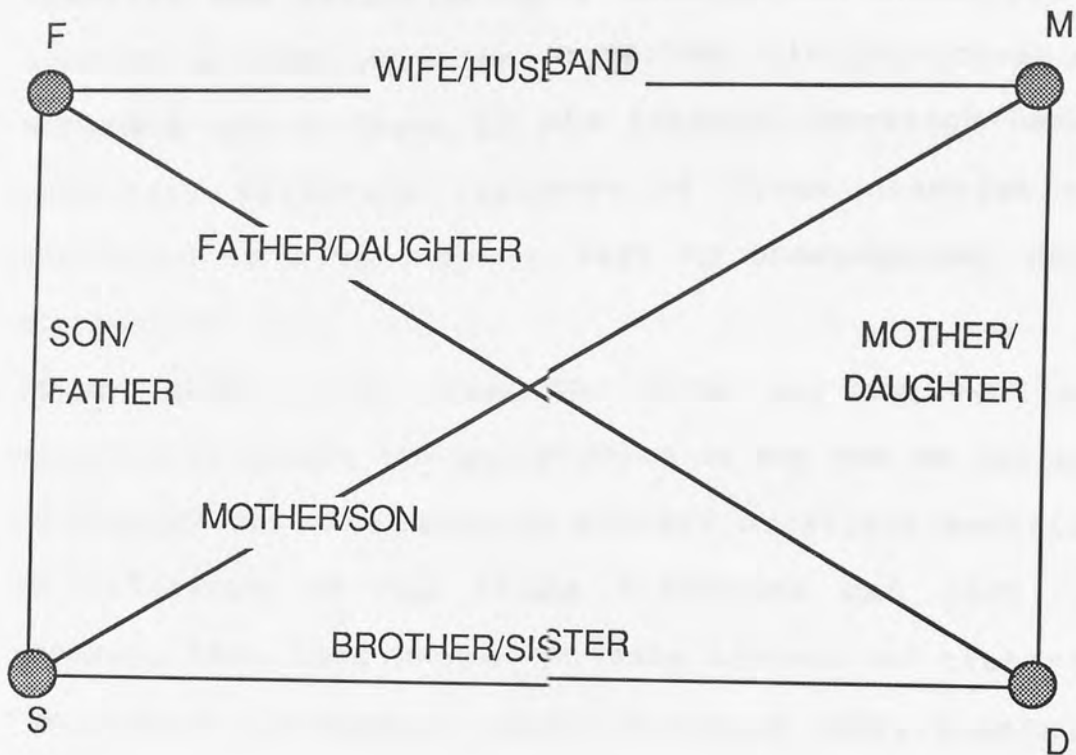 F
M
WIFE/HUSBAND
FATHER/DAUGHTER
SON/
FATHER
MOTHER/
DAUGHTER
MOTHER/SON
BROTHER/SISTER
S
D